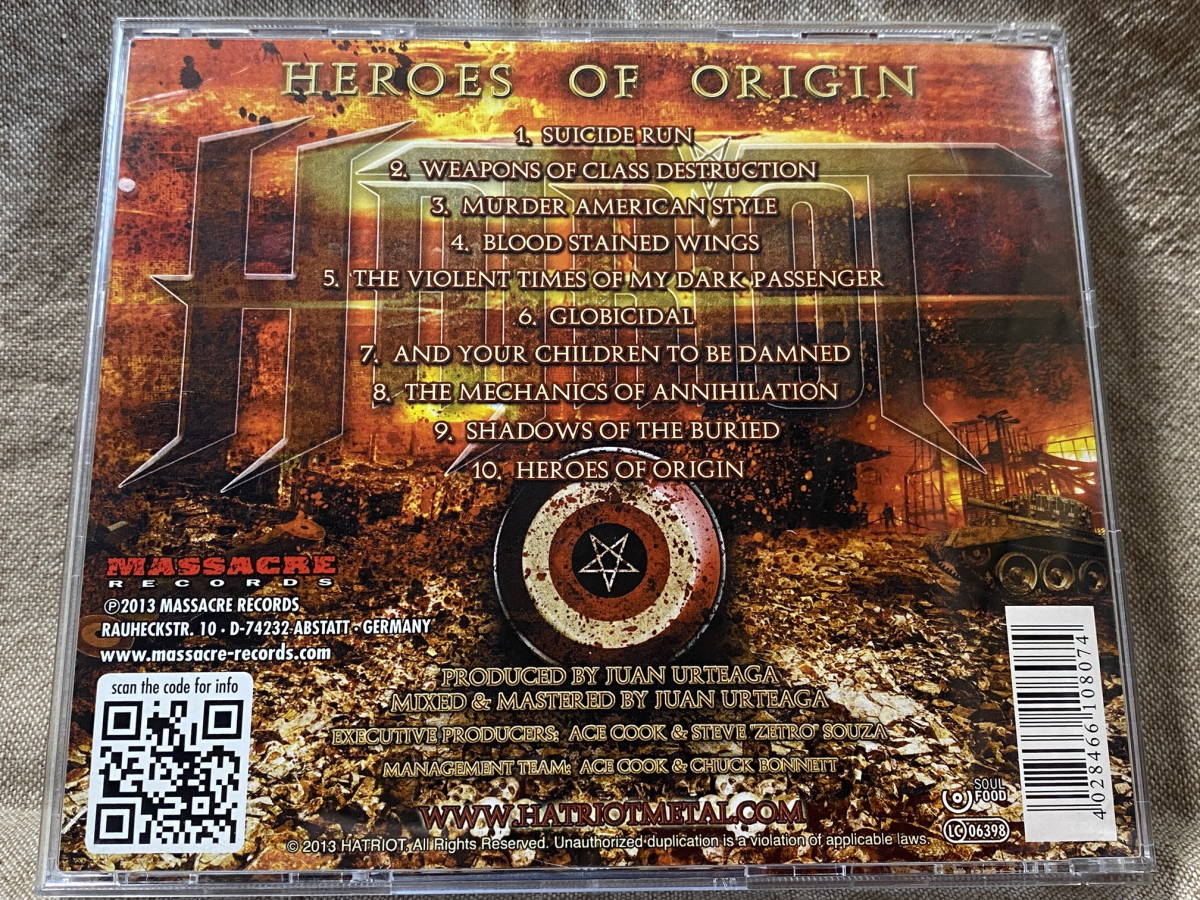 HEROES OF ORIGIN
HATRIOT
1. SUICIDE RUN
2. WEAPONS OF CLASS DESTRUCTION
3. MURDER AMERICAN STYLE
4. BLOOD STAINED WINGS
5. THE VIOLENT TIMES OF MY DARK PASSENGER
6. GLOBICIDAL
7. AND YOUR CHILDREN TO BE DAMNED
8. THE MECHANICS OF ANNIHILATION
9. SHADOWS OF THE BURIED
10. HEROES OF ORIGIN
MASSACRE
RECORDS
℗2013 MASSACRE RECORDS
RAUHECKSTR. 10 · D-74232 ABSTATT - GERMANY
www.massacre-records.com
scan the code for info
PRODUCED BY JUAN URTEAGA
MIXED & MASTERED BY JUAN URTEAGA
EXECUTIVE PRODUCERS: ACE COOK & STEVE 'ZETRO' SOUZA
MANAGEMENT TEAM: ACE COOK & CHUCK BONNETT
WWW.HATRIOTMETAL.COM
© 2013 HATRIOT. All Rights Reserved. Unauthorized duplication is a violation of applicable laws.
SOUL
FOOD
LC 06398
4 028466 108074